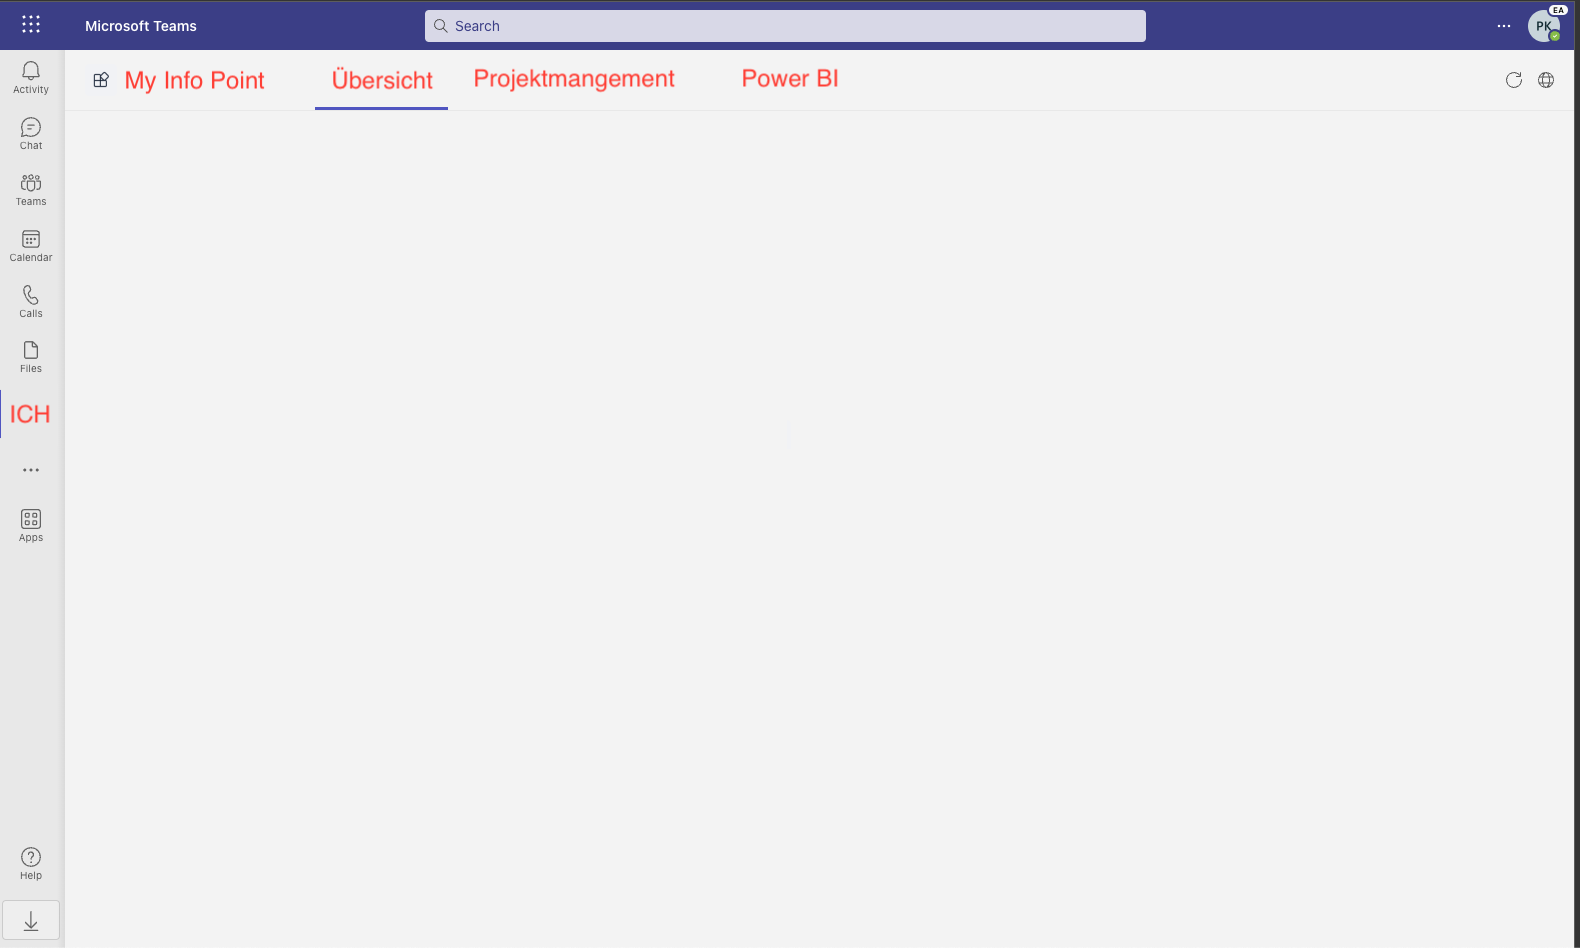 Microsoft Teams
Search
EA
PK
My Info Point
Übersicht
Projektmangement
Power BI
Activity
Chat
Teams
Calendar
Calls
Files
ICH
Apps
Help